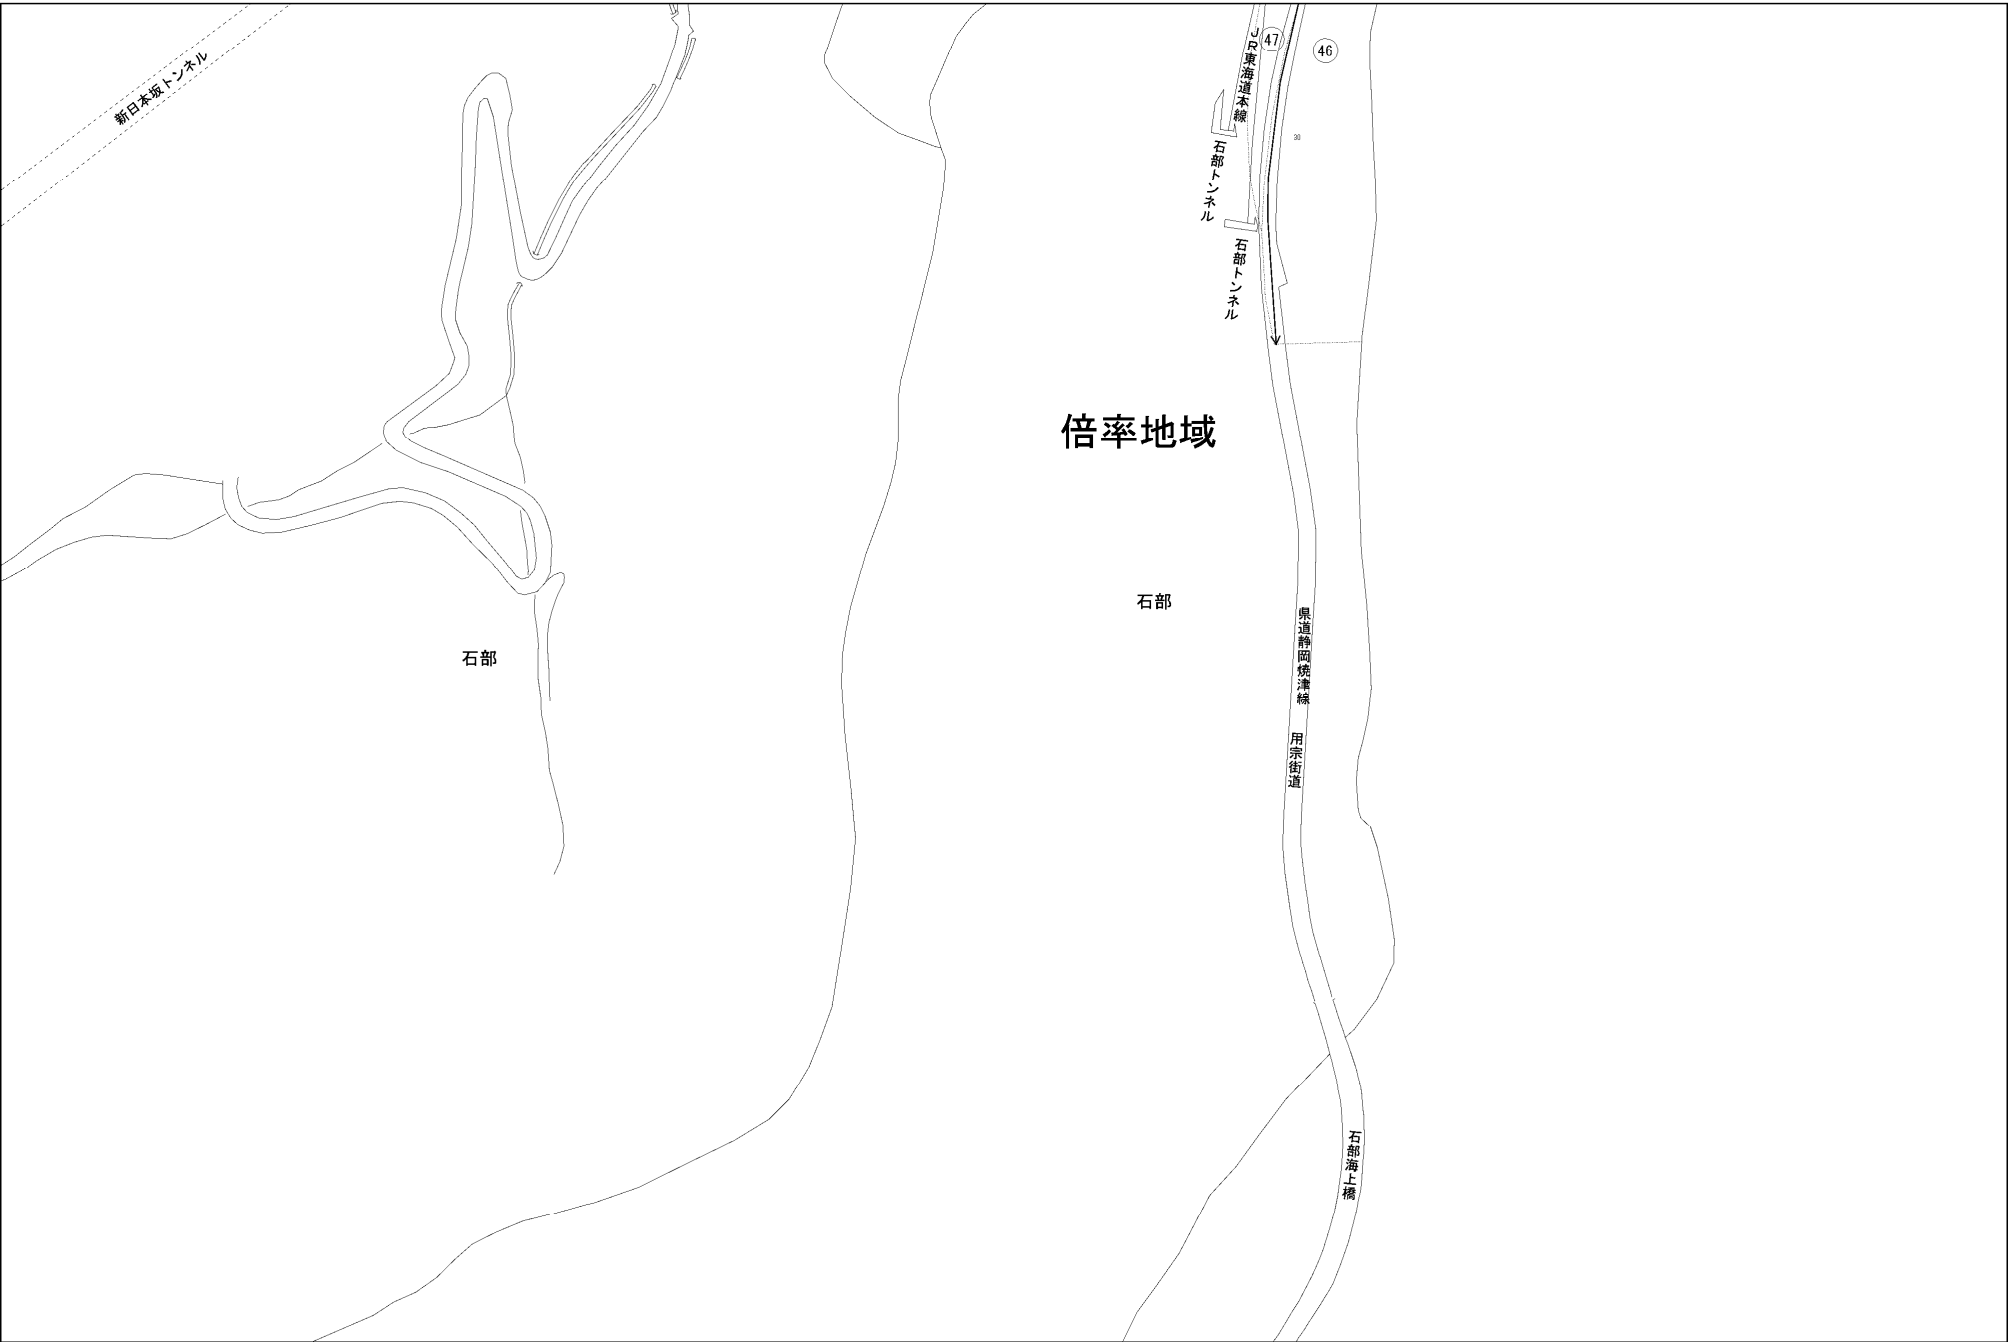 新日本坂トンネル
JR東海道本線
47
46
30
石部トンネル
石部トンネル
倍率地域
石部
石部
県道静岡焼津線
用宗街道
石部海上橋